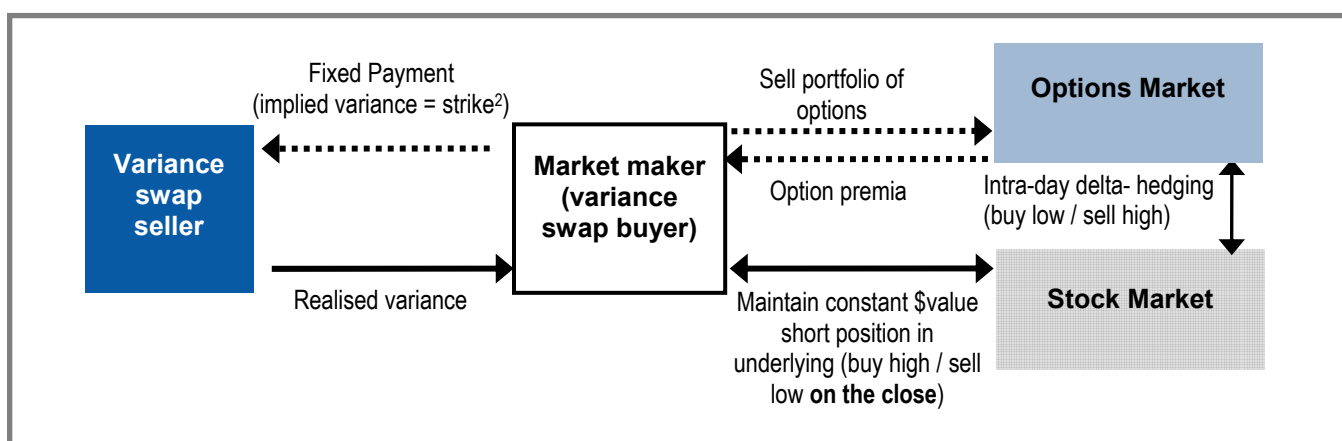 Fixed Payment
(implied variance = strike²)
Variance
swap
seller
Realised variance
Market maker
(variance
swap buyer)
Sell portfolio of
options
Option premia
Options Market
Intra-day delta- hedging
(buy low / sell high)
Maintain constant $value
short position in
underlying (buy high / sell
low on the close)
Stock Market